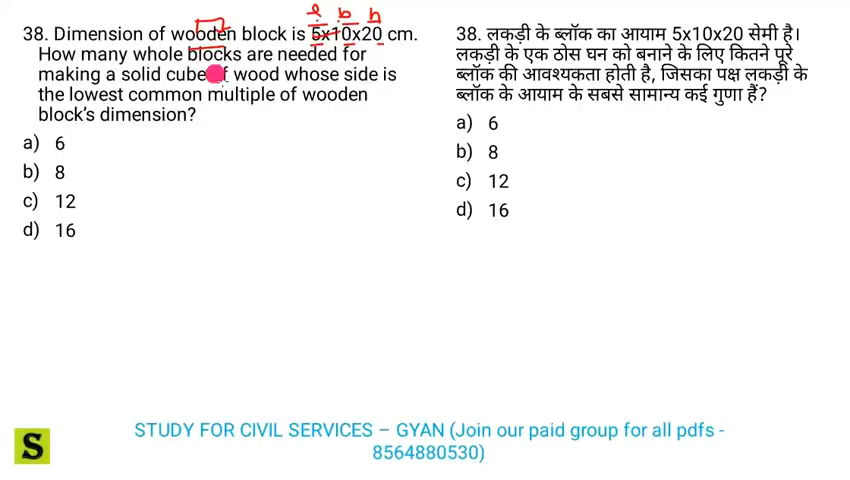 l b h
38. Dimension of wooden block is 5x10x20 cm.
How many whole blocks are needed for
making a solid cube of wood whose side is
the lowest common multiple of wooden
block's dimension?
a) 6
b) 8
c) 12
d) 16
38. लकड़ी के ब्लॉक का आयाम 5x10x20 सेमी है।
लकड़ी के एक ठोस घन को बनाने के लिए कितने पूरे
ब्लॉक की आवश्यकता होती है, जिसका पक्ष लकड़ी के
ब्लॉक के आयाम के सबसे सामान्य कई गुणा हैं?
a) 6
b) 8
c) 12
d) 16
S
STUDY FOR CIVIL SERVICES – GYAN (Join our paid group for all pdfs -
8564880530)